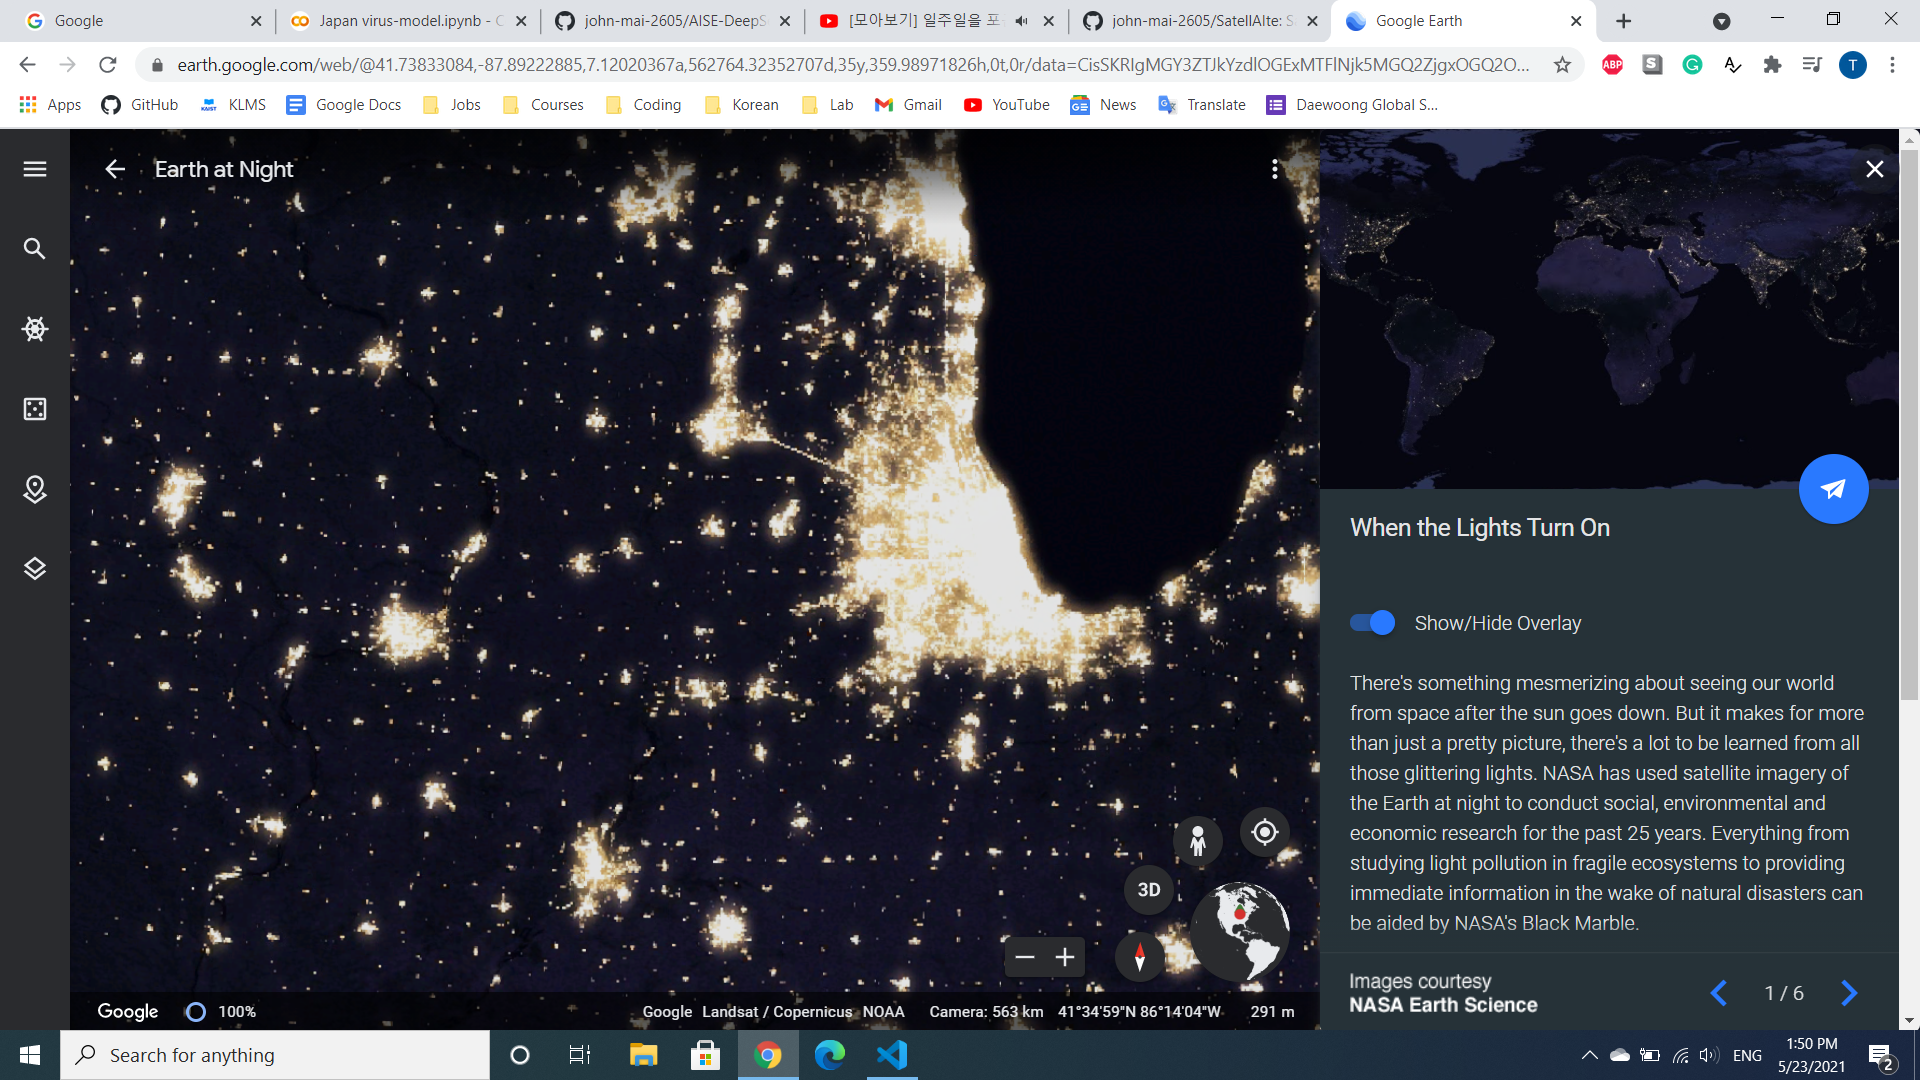 Google
Japan virus-model.ipynb - C
john-mai-2605/AISE-DeepS
[모아보기] 일주일을 포
john-mai-2605/SatellAIte: S
Google Earth
earth.google.com/web/@41.73833084,-87.89222885,7.12020367a,562764.32352707d,35y,359.98971826h,0t,0r/data=CisSKRIgMGY3ZTJkYzdlOGExMTFlNjk5MGQ2ZjgxOGQ2O...
ABP
S
G
T
Apps
GitHub
KAIST
KLMS
Google Docs
Jobs
Courses
Coding
Korean
Lab
Gmail
YouTube
News
Translate
Daewoong Global S...
Earth at Night
When the Lights Turn On
Show/Hide Overlay
There's something mesmerizing about seeing our world
from space after the sun goes down. But it makes for more
than just a pretty picture, there's a lot to be learned from all
those glittering lights. NASA has used satellite imagery of
the Earth at night to conduct social, environmental and
economic research for the past 25 years. Everything from
studying light pollution in fragile ecosystems to providing
immediate information in the wake of natural disasters can
be aided by NASA's Black Marble.
3D
Images courtesy
NASA Earth Science
1 / 6
Google
100%
Google Landsat / Copernicus NOAA
Camera: 563 km
41°34'59"N 86°14'04"W
291 m
Search for anything
ENG
1:50 PM
5/23/2021
2